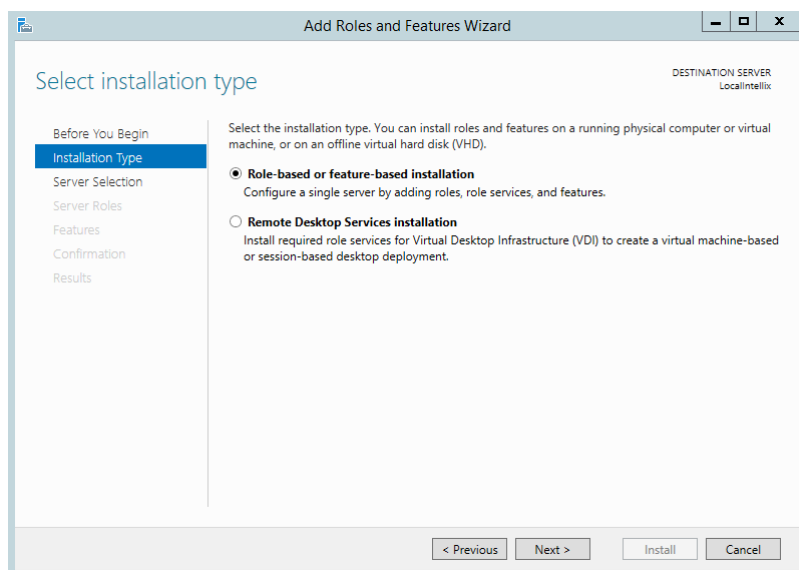 Add Roles and Features Wizard
Select installation type
DESTINATION SERVER
LocalIntellix
Before You Begin
Installation Type
Server Selection
Server Roles
Features
Confirmation
Results
Select the installation type. You can install roles and features on a running physical computer or virtual
machine, or on an offline virtual hard disk (VHD).
Role-based or feature-based installation
Configure a single server by adding roles, role services, and features.
Remote Desktop Services installation
Install required role services for Virtual Desktop Infrastructure (VDI) to create a virtual machine-based
or session-based desktop deployment.
< Previous
Next >
Install
Cancel